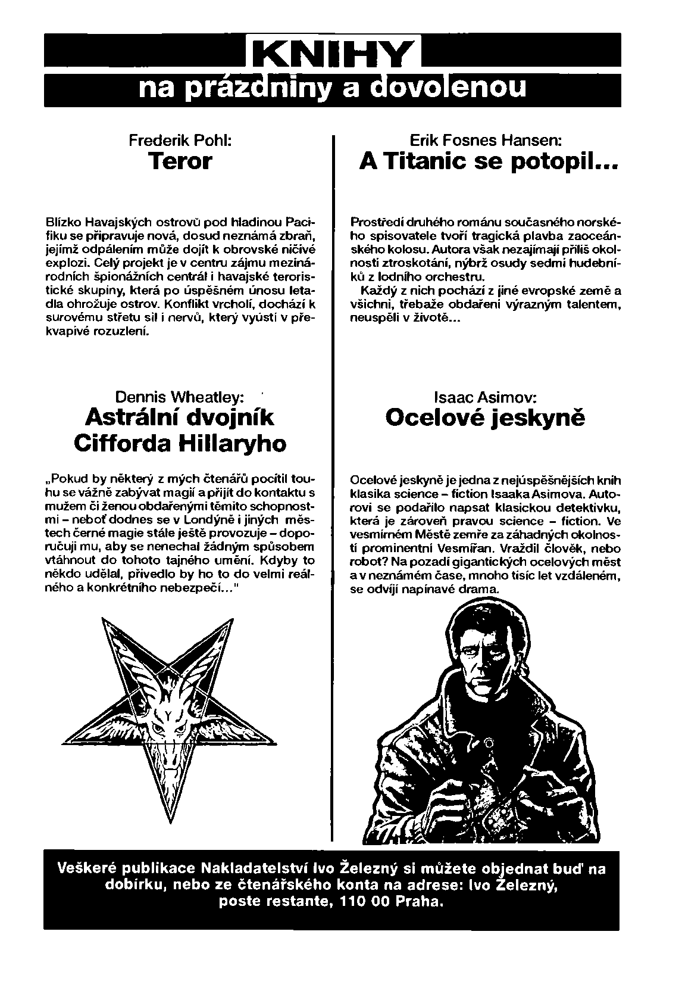 KNIHY
na prázdniny a dovolenou
Frederik Pohl:
Teror
Blízko Havajských ostrovů pod hladinou Paci-
fiku se připravuje nová, dosud neznámá zbraň,
jejímž odpálením může dojít k obrovské ničivé
explozi. Celý projekt je v centru zájmu meziná-
rodních špionážních centrál i havajské teroris-
tické skupiny, která po úspěšném únosu leta-
dla ohrožuje ostrov. Konflikt vrcholí, dochází k
surovému střetu sil i nervů, který vyústí v pře-
kvapivé rozuzlení.
Dennis Wheatley:
Astrální dvojník
Cifforda Hillaryho
„Pokud by některý z mých čtenářů pocítil tou-
hu se vážně zabývat magií a přijít do kontaktu s
mužem či ženou obdařenými těmito schopnost-
mi – neboť dodnes se v Londýně i jiných měs-
tech černé magie stále ještě provozuje – dopo-
ručuji mu, aby se nenechal žádným způsobem
vtáhnout do tohoto tajného umění. Kdyby to
někdo udělal, přivedlo by ho to do velmi reál-
ného a konkrétního nebezpečí..."
Erik Fosnes Hansen:
A Titanic se potopil...
Prostředí druhého románu současného norské-
ho spisovatele tvoří tragická plavba zaoceán-
ského kolosu. Autora však nezajímají příliš okol-
nosti ztroskotání, nýbrž osudy sedmi hudební-
ků z lodního orchestru.
Každý z nich pochází z jiné evropské země a
všichni, třebaže obdařeni výrazným talentem,
neuspěli v životě...
Isaac Asimov:
Ocelové jeskyně
Ocelové jeskyně je jedna z nejúspěšnějších knih
klasika science – fiction Isaaka Asimova. Auto-
rovi se podařilo napsat klasickou detektivku,
která je zároveň pravou science – fiction. Ve
vesmírném Městě zemře za záhadných okolnos-
tí prominentní Vesmířan. Vraždil člověk, nebo
robot? Na pozadí gigantických ocelových měst
a v neznámém čase, mnoho tisíc let vzdáleném,
se odvíjí napínavé drama.
Veškeré publikace Nakladatelství Ivo Železný si můžete objednat buď na
dobírku, nebo ze čtenářského konta na adrese: Ivo Železný,
poste restante, 110 00 Praha.